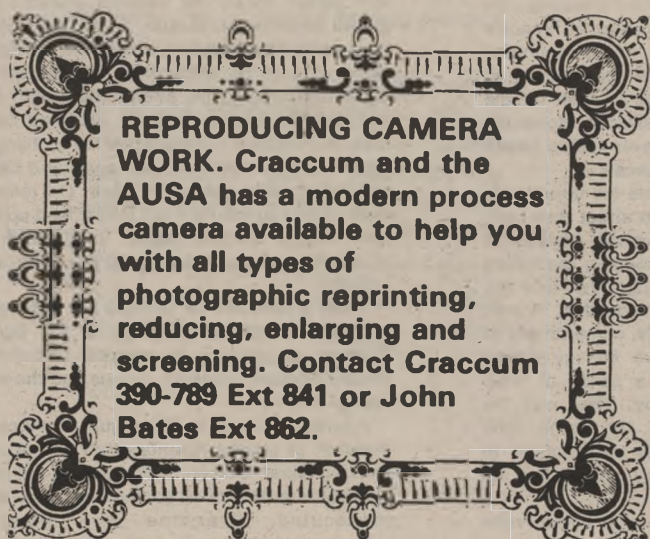 REPRODUCING CAMERA
WORK. Craccum and the
AUSA has a modern process
camera available to help you
with all types of
photographic reprinting,
reducing, enlarging and
screening. Contact Craccum
390-789 Ext 841 or John
Bates Ext 862.